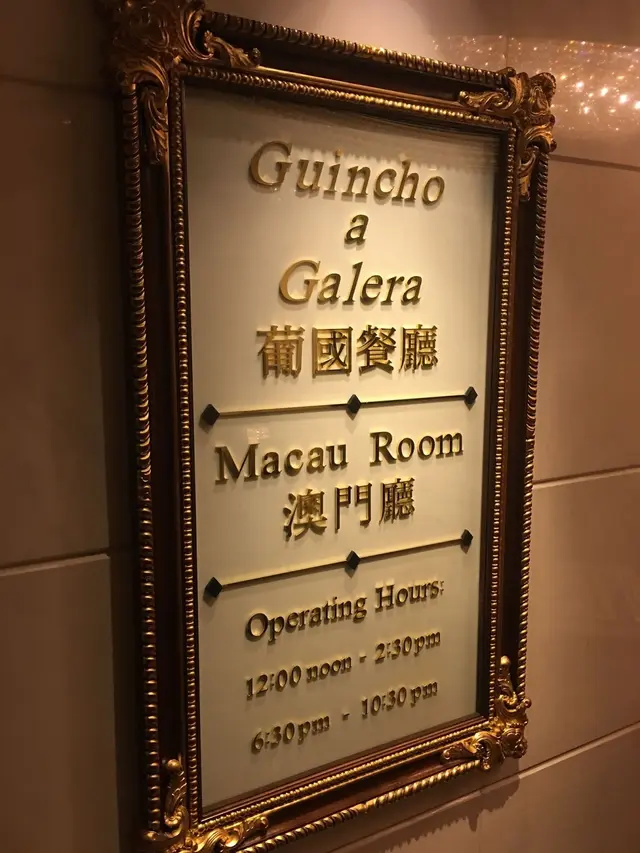 Guincho
a
Galera
葡國餐廳
Macau Room
澳門廳
Operating Hours:
12:00 noon - 2:30 pm
6:30 pm - 10:30 pm